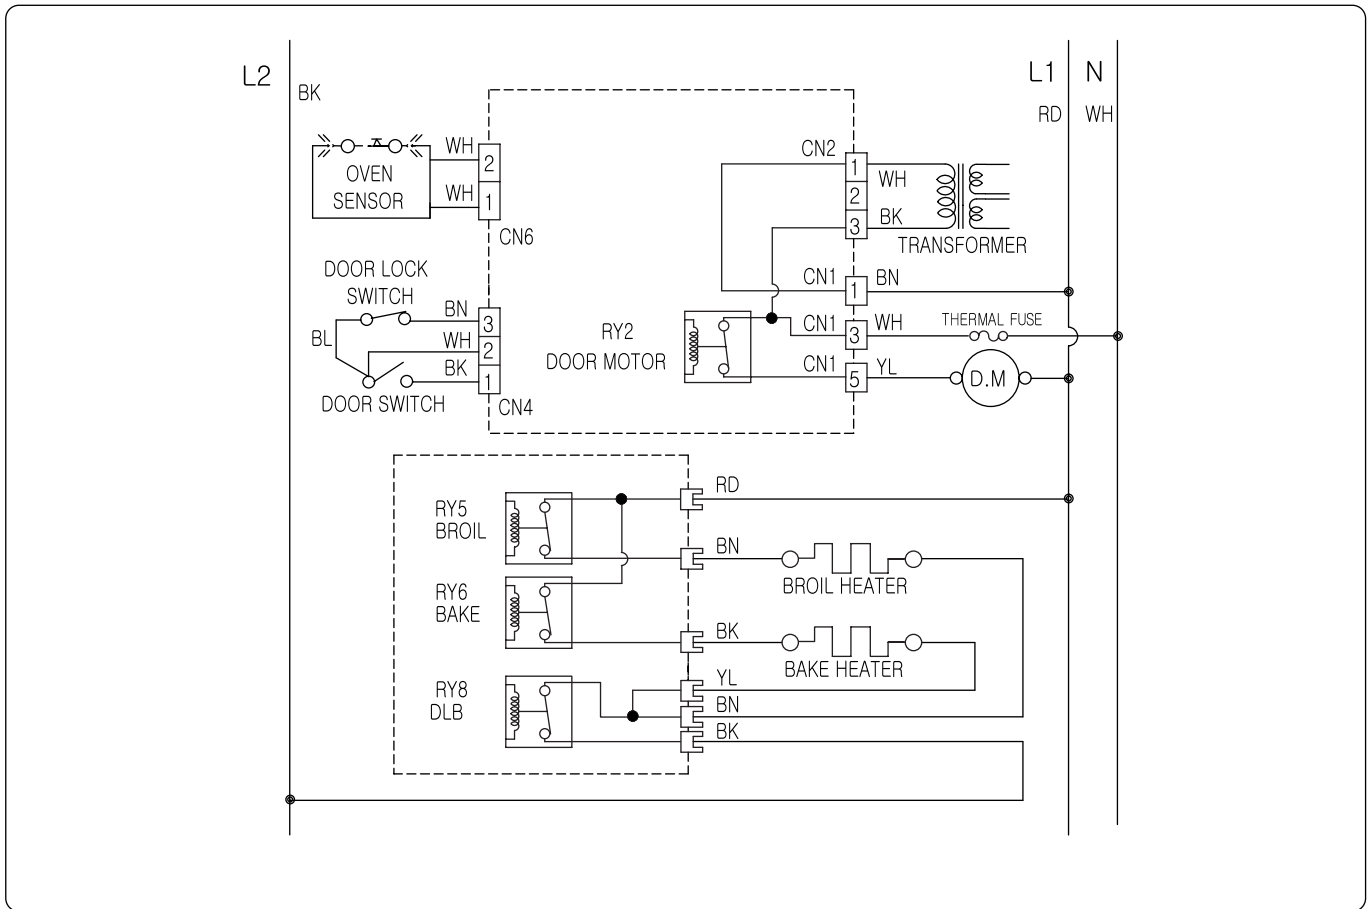 L2
BK
L1
N
RD
WH
OVEN
SENSOR
WH
2
WH
1
CN6
CN2
1
WH
2
3
BK
TRANSFORMER
DOOR LOCK
SWITCH
BL
BN
3
WH
2
BK
1
DOOR SWITCH
CN4
RY2
DOOR MOTOR
CN1
1
BN
CN1
3
WH
THERMAL FUSE
CN1
5
YL
D.M
RY5
BROIL
RD
BN
BROIL HEATER
RY6
BAKE
BK
BAKE HEATER
RY8
DLB
YL
BN
BK